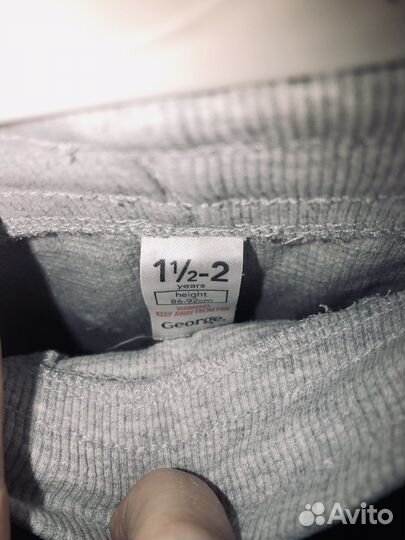 1½-2
years
height
86-92cm
WARNING
KEEP AWAY FROM FIRE
George.
Avito